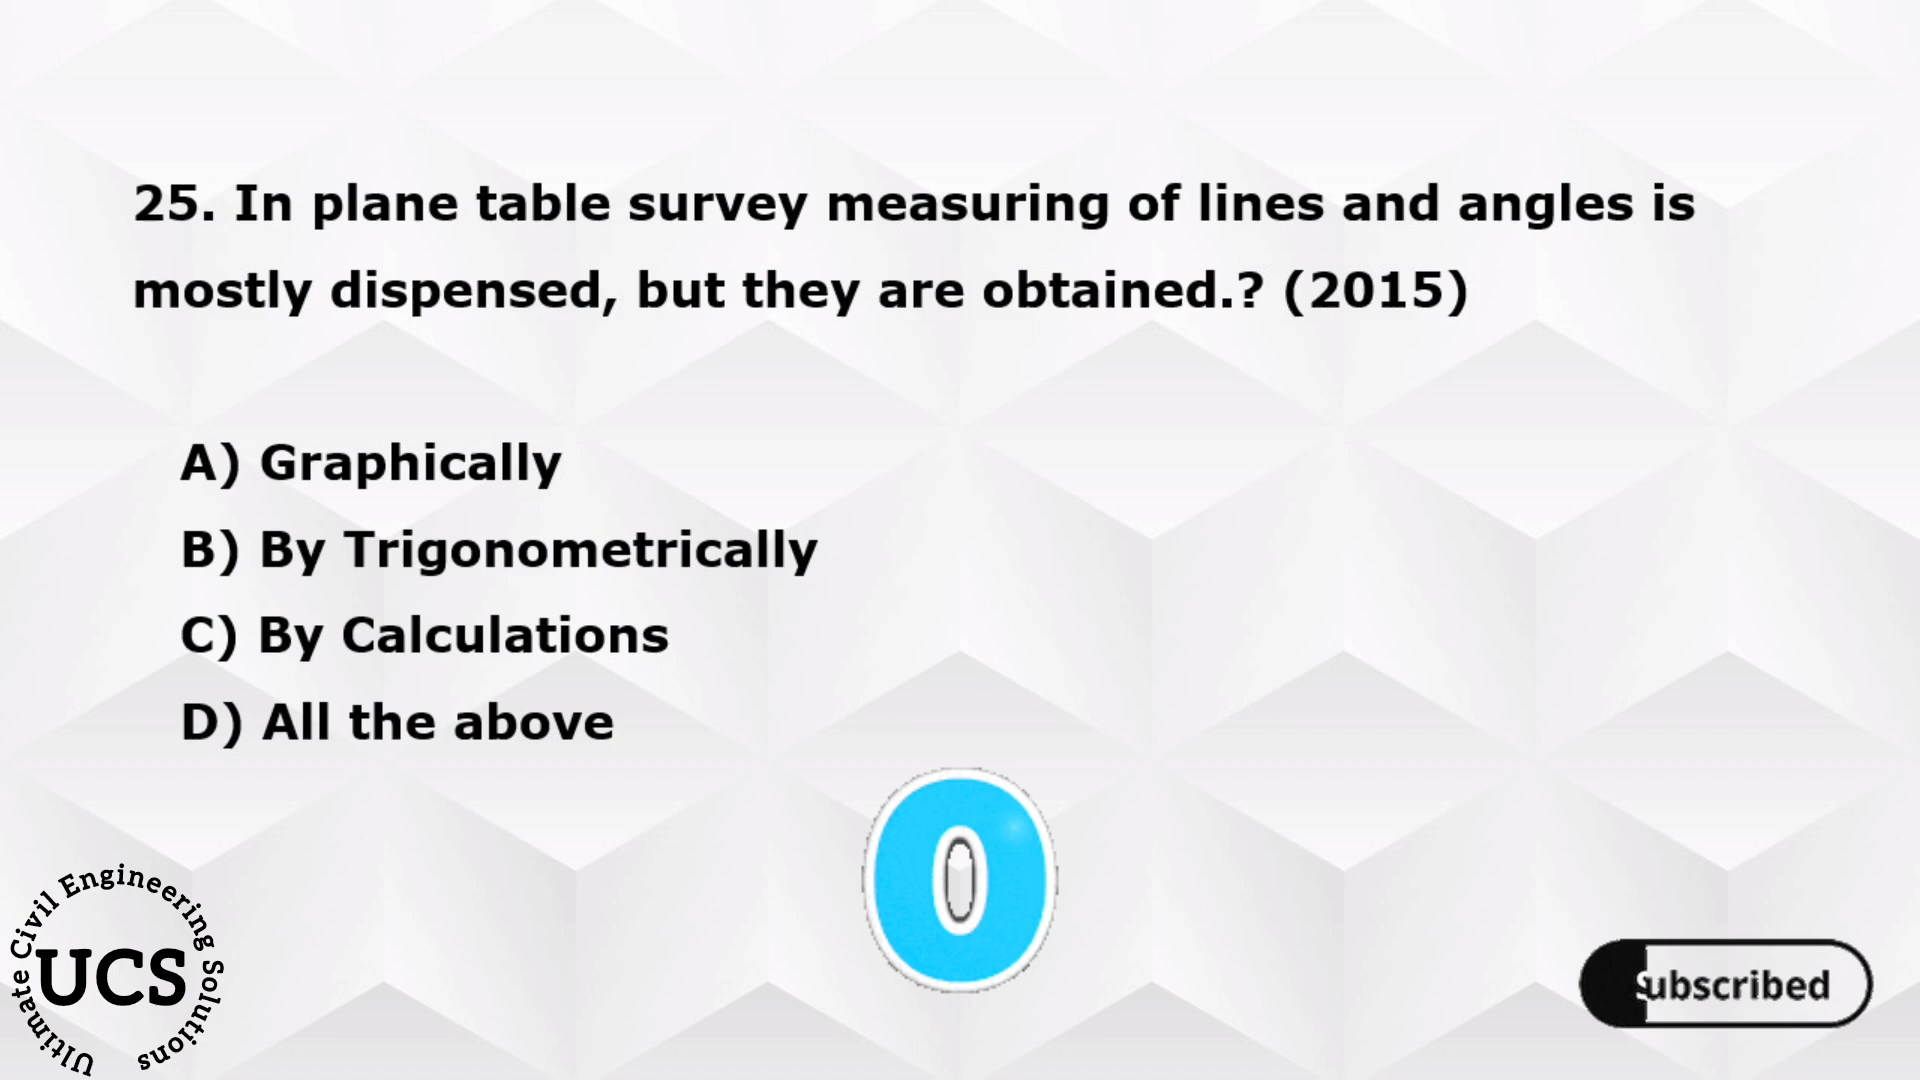 25. In plane table survey measuring of lines and angles is
mostly dispensed, but they are obtained.? (2015)
A) Graphically
B) By Trigonometrically
C) By Calculations
D) All the above
0
Ultimate Civil Engineering Solutions
UCS
Subscribed